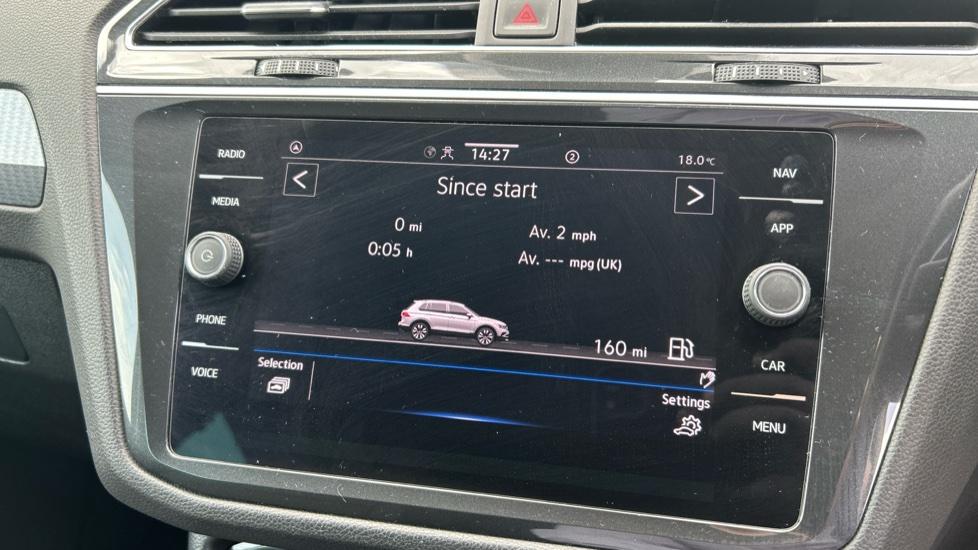 RADIO
MEDIA
PHONE
VOICE
14:27
2
18.0 °C
Since start
0 mi
0:05 h
Av. 2 mph
Av. --- mpg (UK)
160 mi
Selection
Settings
NAV
APP
CAR
MENU